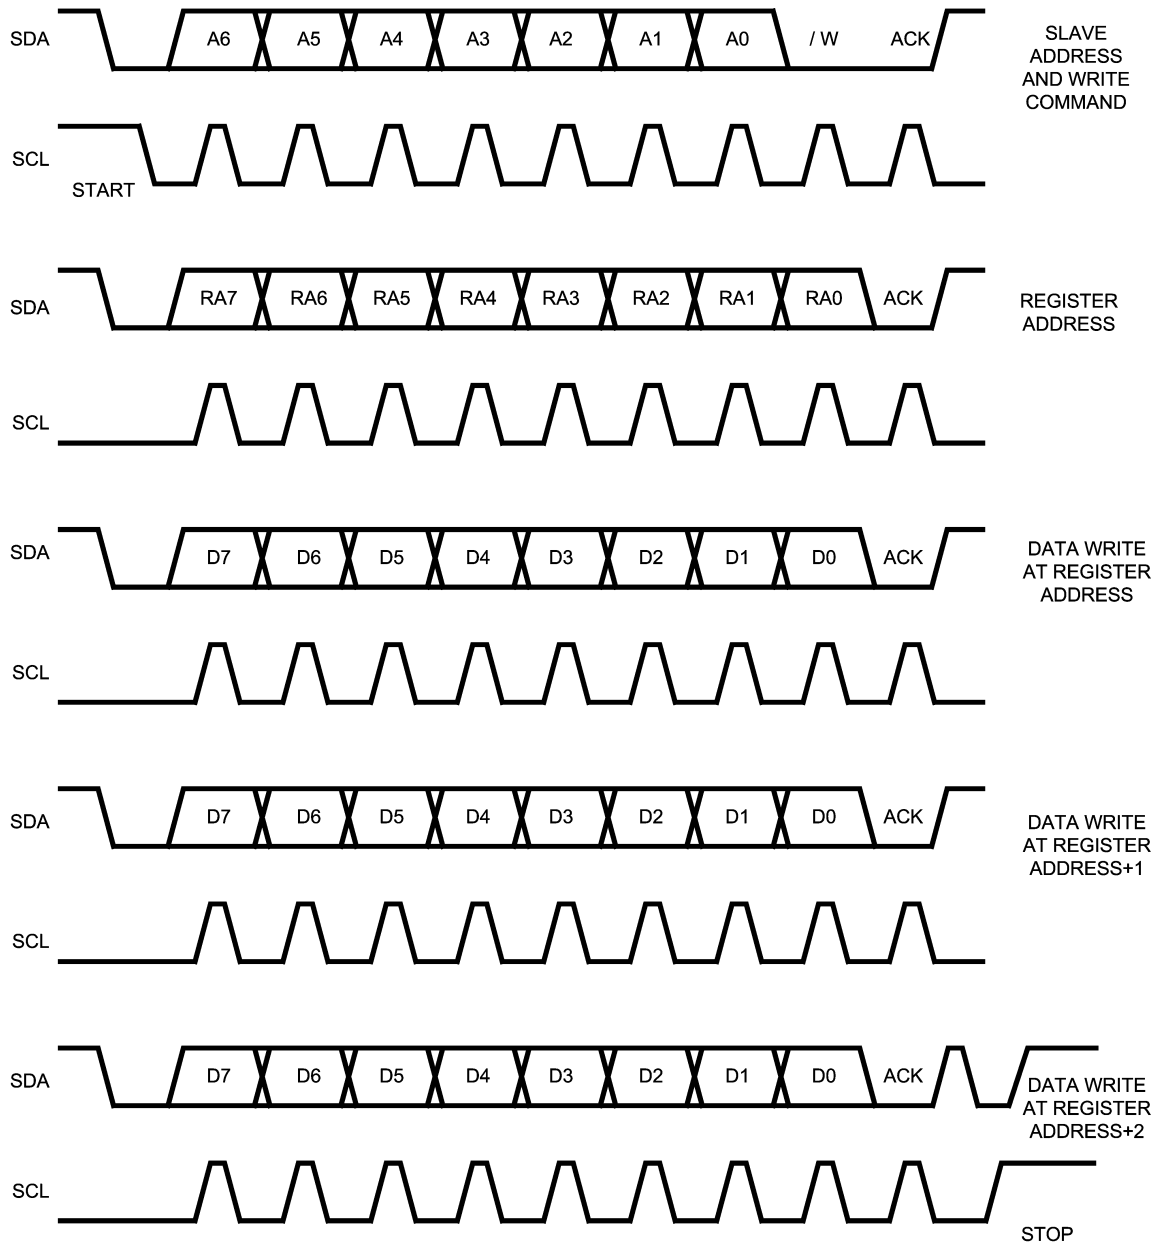 SDA A6 A5 A4 A3 A2 A1 A0 / W ACK
SLAVE
ADDRESS
AND WRITE
COMMAND
SCL
START
SDA RA7 RA6 RA5 RA4 RA3 RA2 RA1 RA0 ACK
REGISTER
ADDRESS
SCL
SDA D7 D6 D5 D4 D3 D2 D1 D0 ACK
DATA WRITE
AT REGISTER
ADDRESS
SCL
SDA D7 D6 D5 D4 D3 D2 D1 D0 ACK
DATA WRITE
AT REGISTER
ADDRESS+1
SCL
SDA D7 D6 D5 D4 D3 D2 D1 D0 ACK
DATA WRITE
AT REGISTER
ADDRESS+2
SCL
STOP